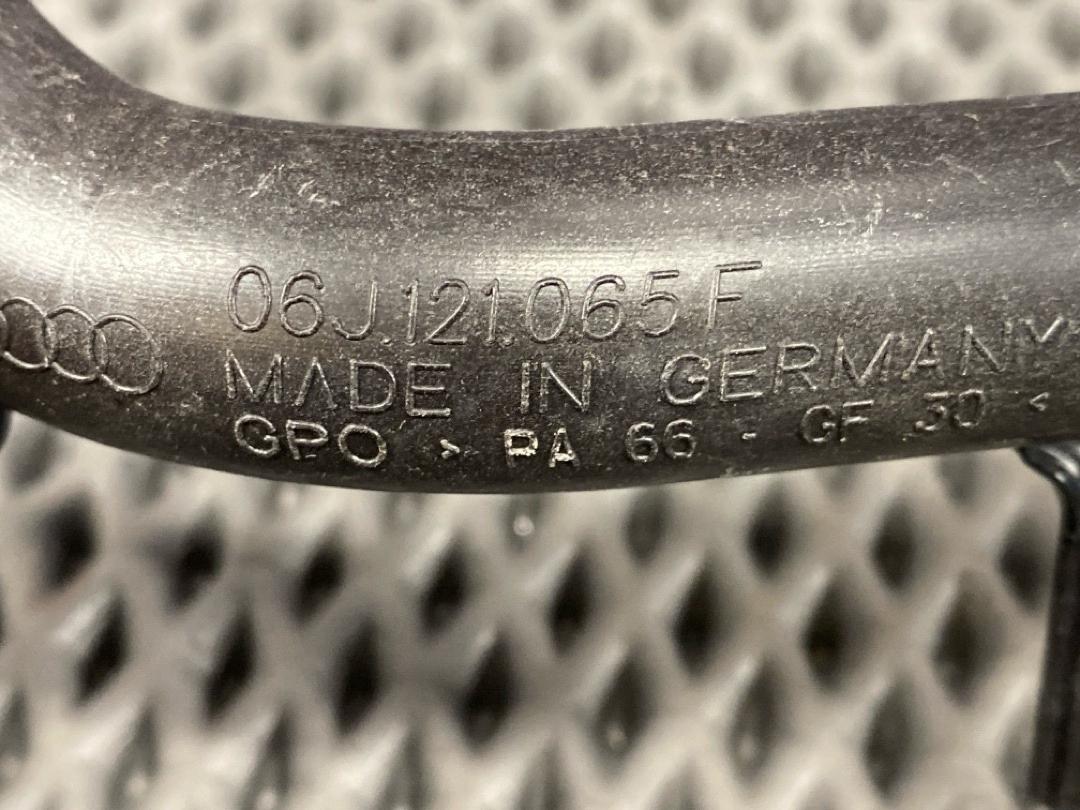 06J.121.065 F
MADE IN GERMANY
GPO > PA 66 - GF 30 <